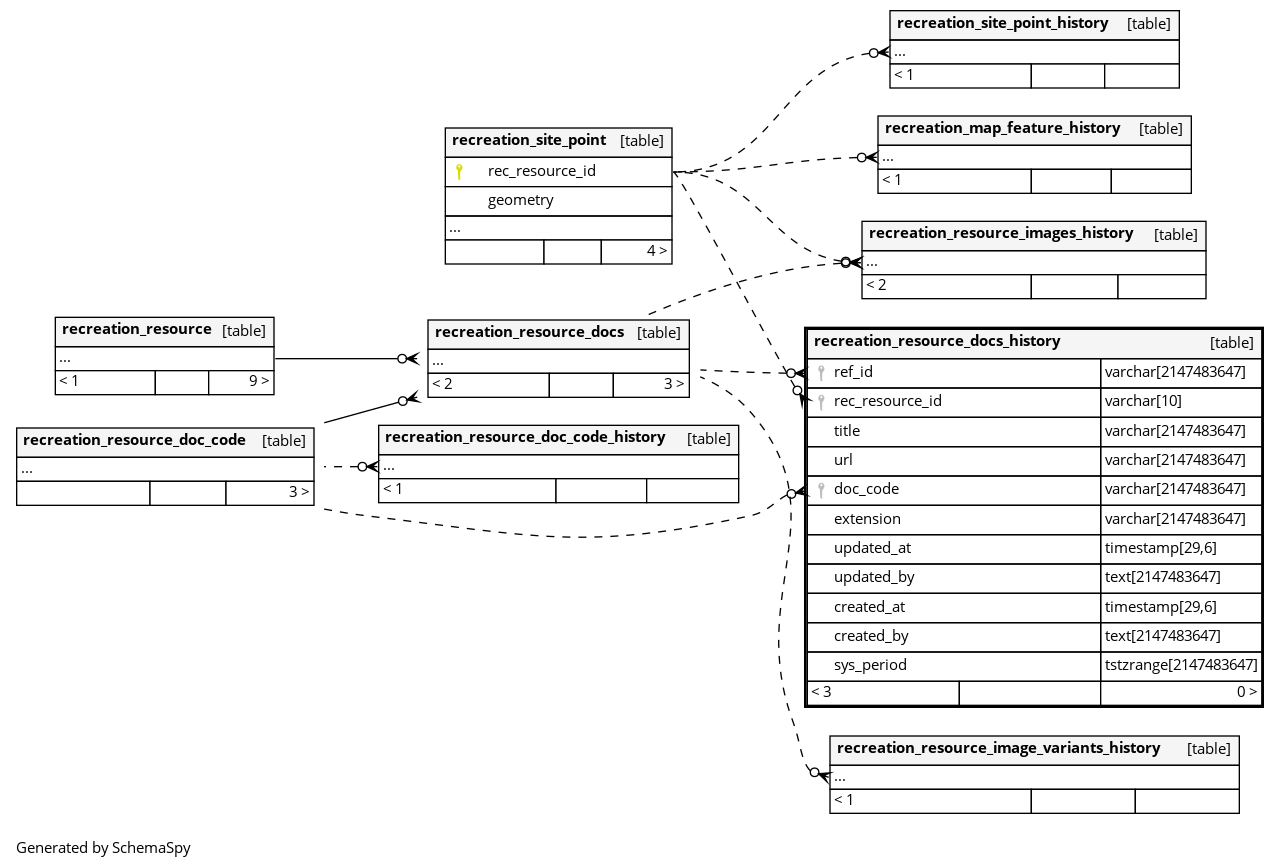 recreation_site_point_history [table]
...
< 1
recreation_map_feature_history [table]
...
< 1
recreation_site_point [table]
rec_resource_id
geometry
...
4 >
recreation_resource_images_history [table]
...
< 2
recreation_resource [table]
...
< 1 9 >
recreation_resource_docs [table]
...
< 2 3 >
recreation_resource_doc_code [table]
...
3 >
recreation_resource_doc_code_history [table]
...
< 1
recreation_resource_docs_history [table]
ref_id varchar[2147483647]
rec_resource_id varchar[10]
title varchar[2147483647]
url varchar[2147483647]
doc_code varchar[2147483647]
extension varchar[2147483647]
updated_at timestamp[29,6]
updated_by text[2147483647]
created_at timestamp[29,6]
created_by text[2147483647]
sys_period tstzrange[2147483647]
< 3 0 >
recreation_resource_image_variants_history [table]
...
< 1
Generated by SchemaSpy